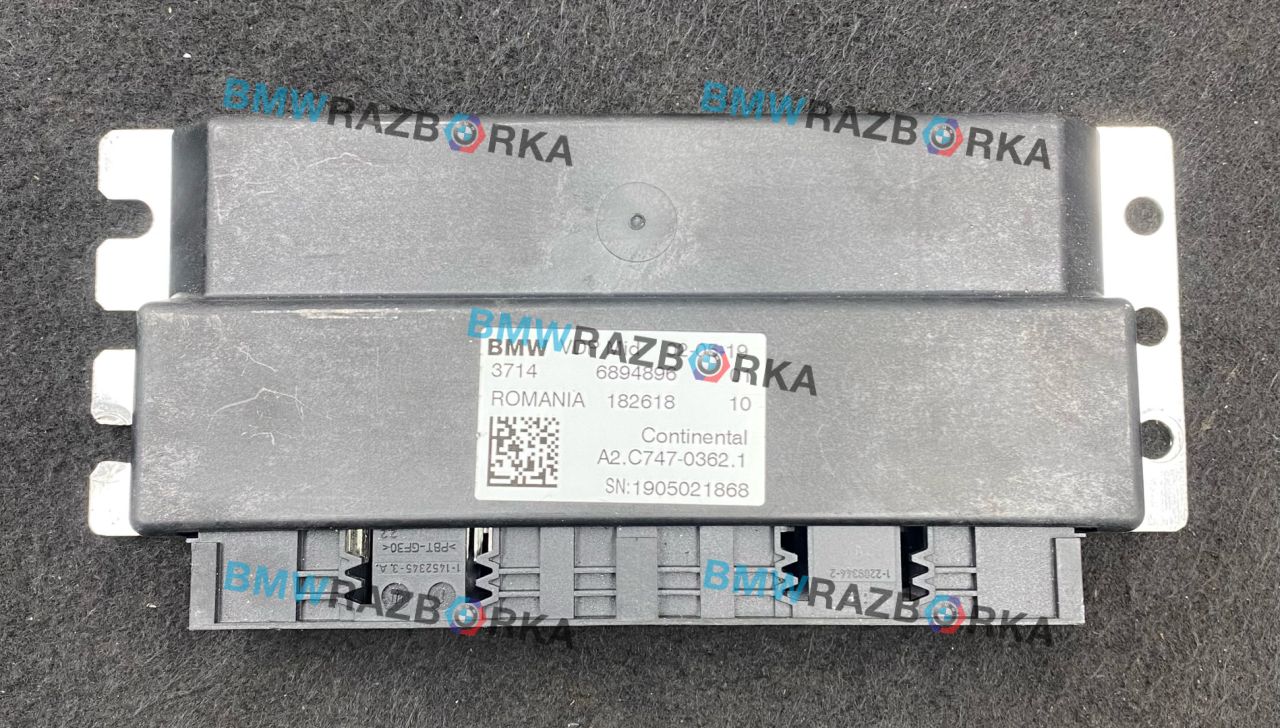 BMWRAZBORKA BMWRAZBORKA
BMWRAZBORKA
BMW
3714 6894896
ROMANIA 182618 10
Continental
A2.C747-0362.1
SN:1905021868
>PBT-GF30<
1-1452345-3
BMWRAZBORKA BMWRAZBORKA